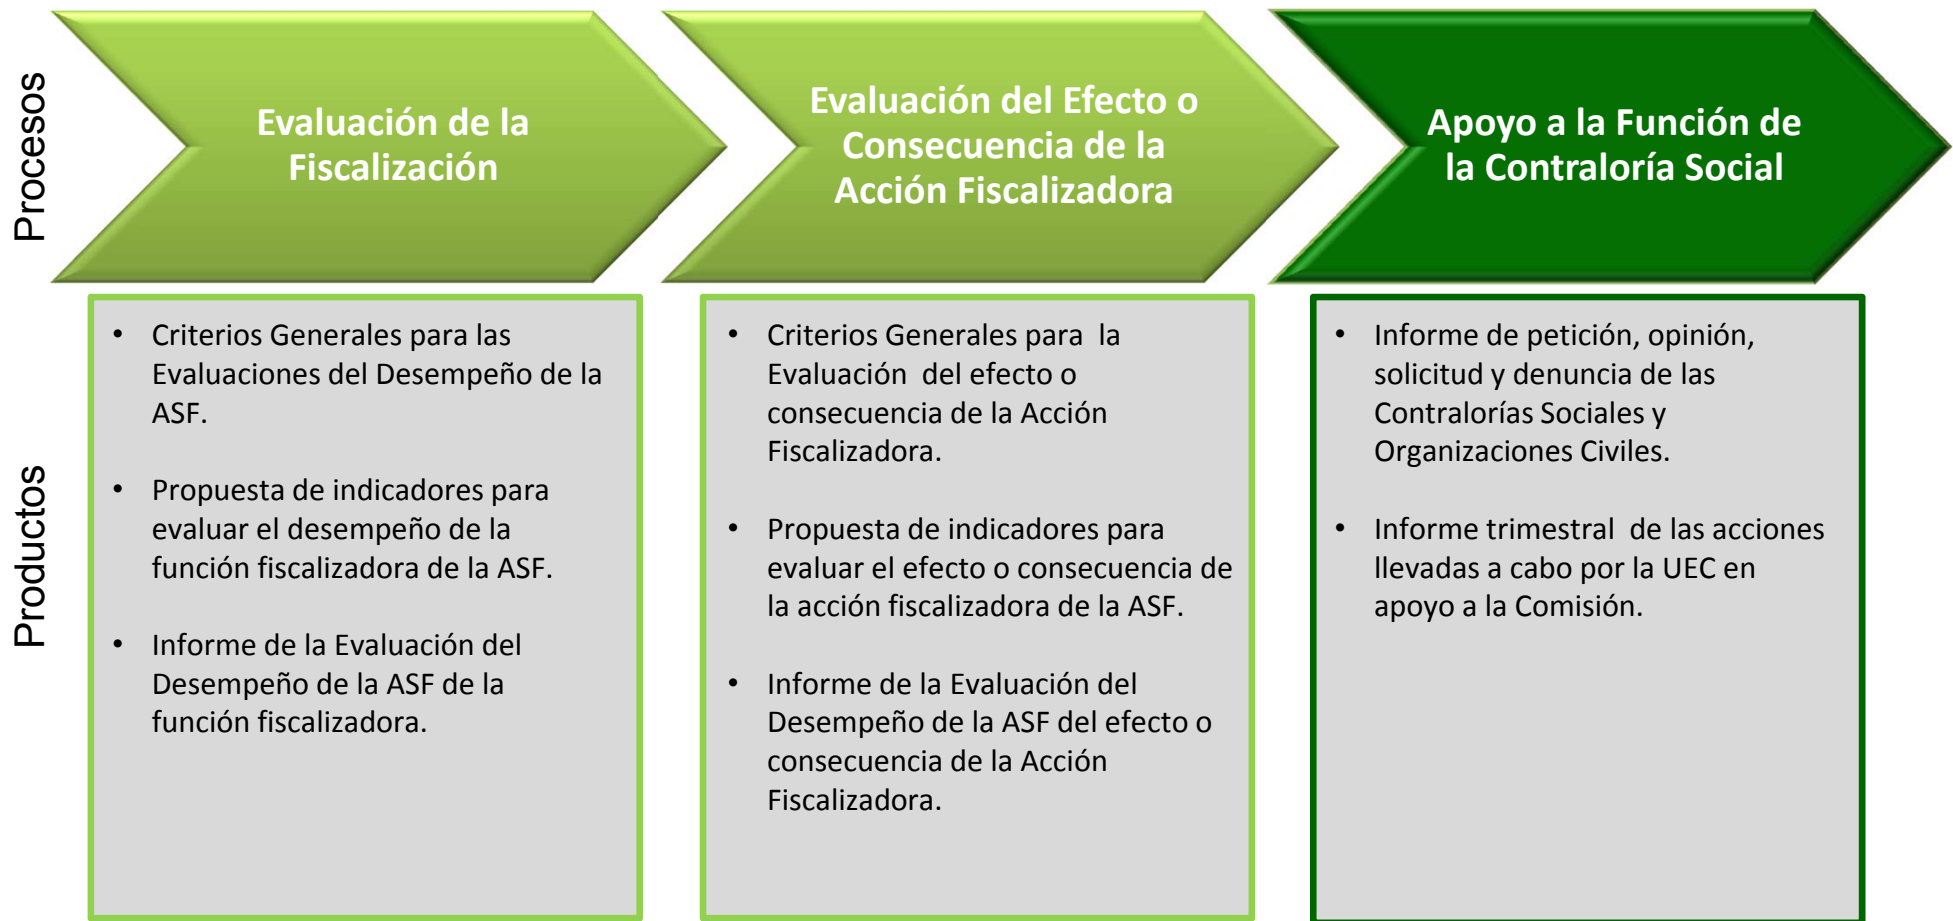 Procesos
Evaluación de la
Fiscalización
Evaluación del Efecto o
Consecuencia de la
Acción Fiscalizadora
Apoyo a la Función de
la Contraloría Social
Productos
• Criterios Generales para las
Evaluaciones del Desempeño de la
ASF.
• Propuesta de indicadores para
evaluar el desempeño de la
función fiscalizadora de la ASF.
• Informe de la Evaluación del
Desempeño de la ASF de la
función fiscalizadora.
• Criterios Generales para la
Evaluación del efecto o
consecuencia de la Acción
Fiscalizadora.
• Propuesta de indicadores para
evaluar el efecto o consecuencia de
la acción fiscalizadora de la ASF.
• Informe de la Evaluación del
Desempeño de la ASF del efecto o
consecuencia de la Acción
Fiscalizadora.
• Informe de petición, opinión,
solicitud y denuncia de las
Contralorías Sociales y
Organizaciones Civiles.
• Informe trimestral de las acciones
llevadas a cabo por la UEC en
apoyo a la Comisión.